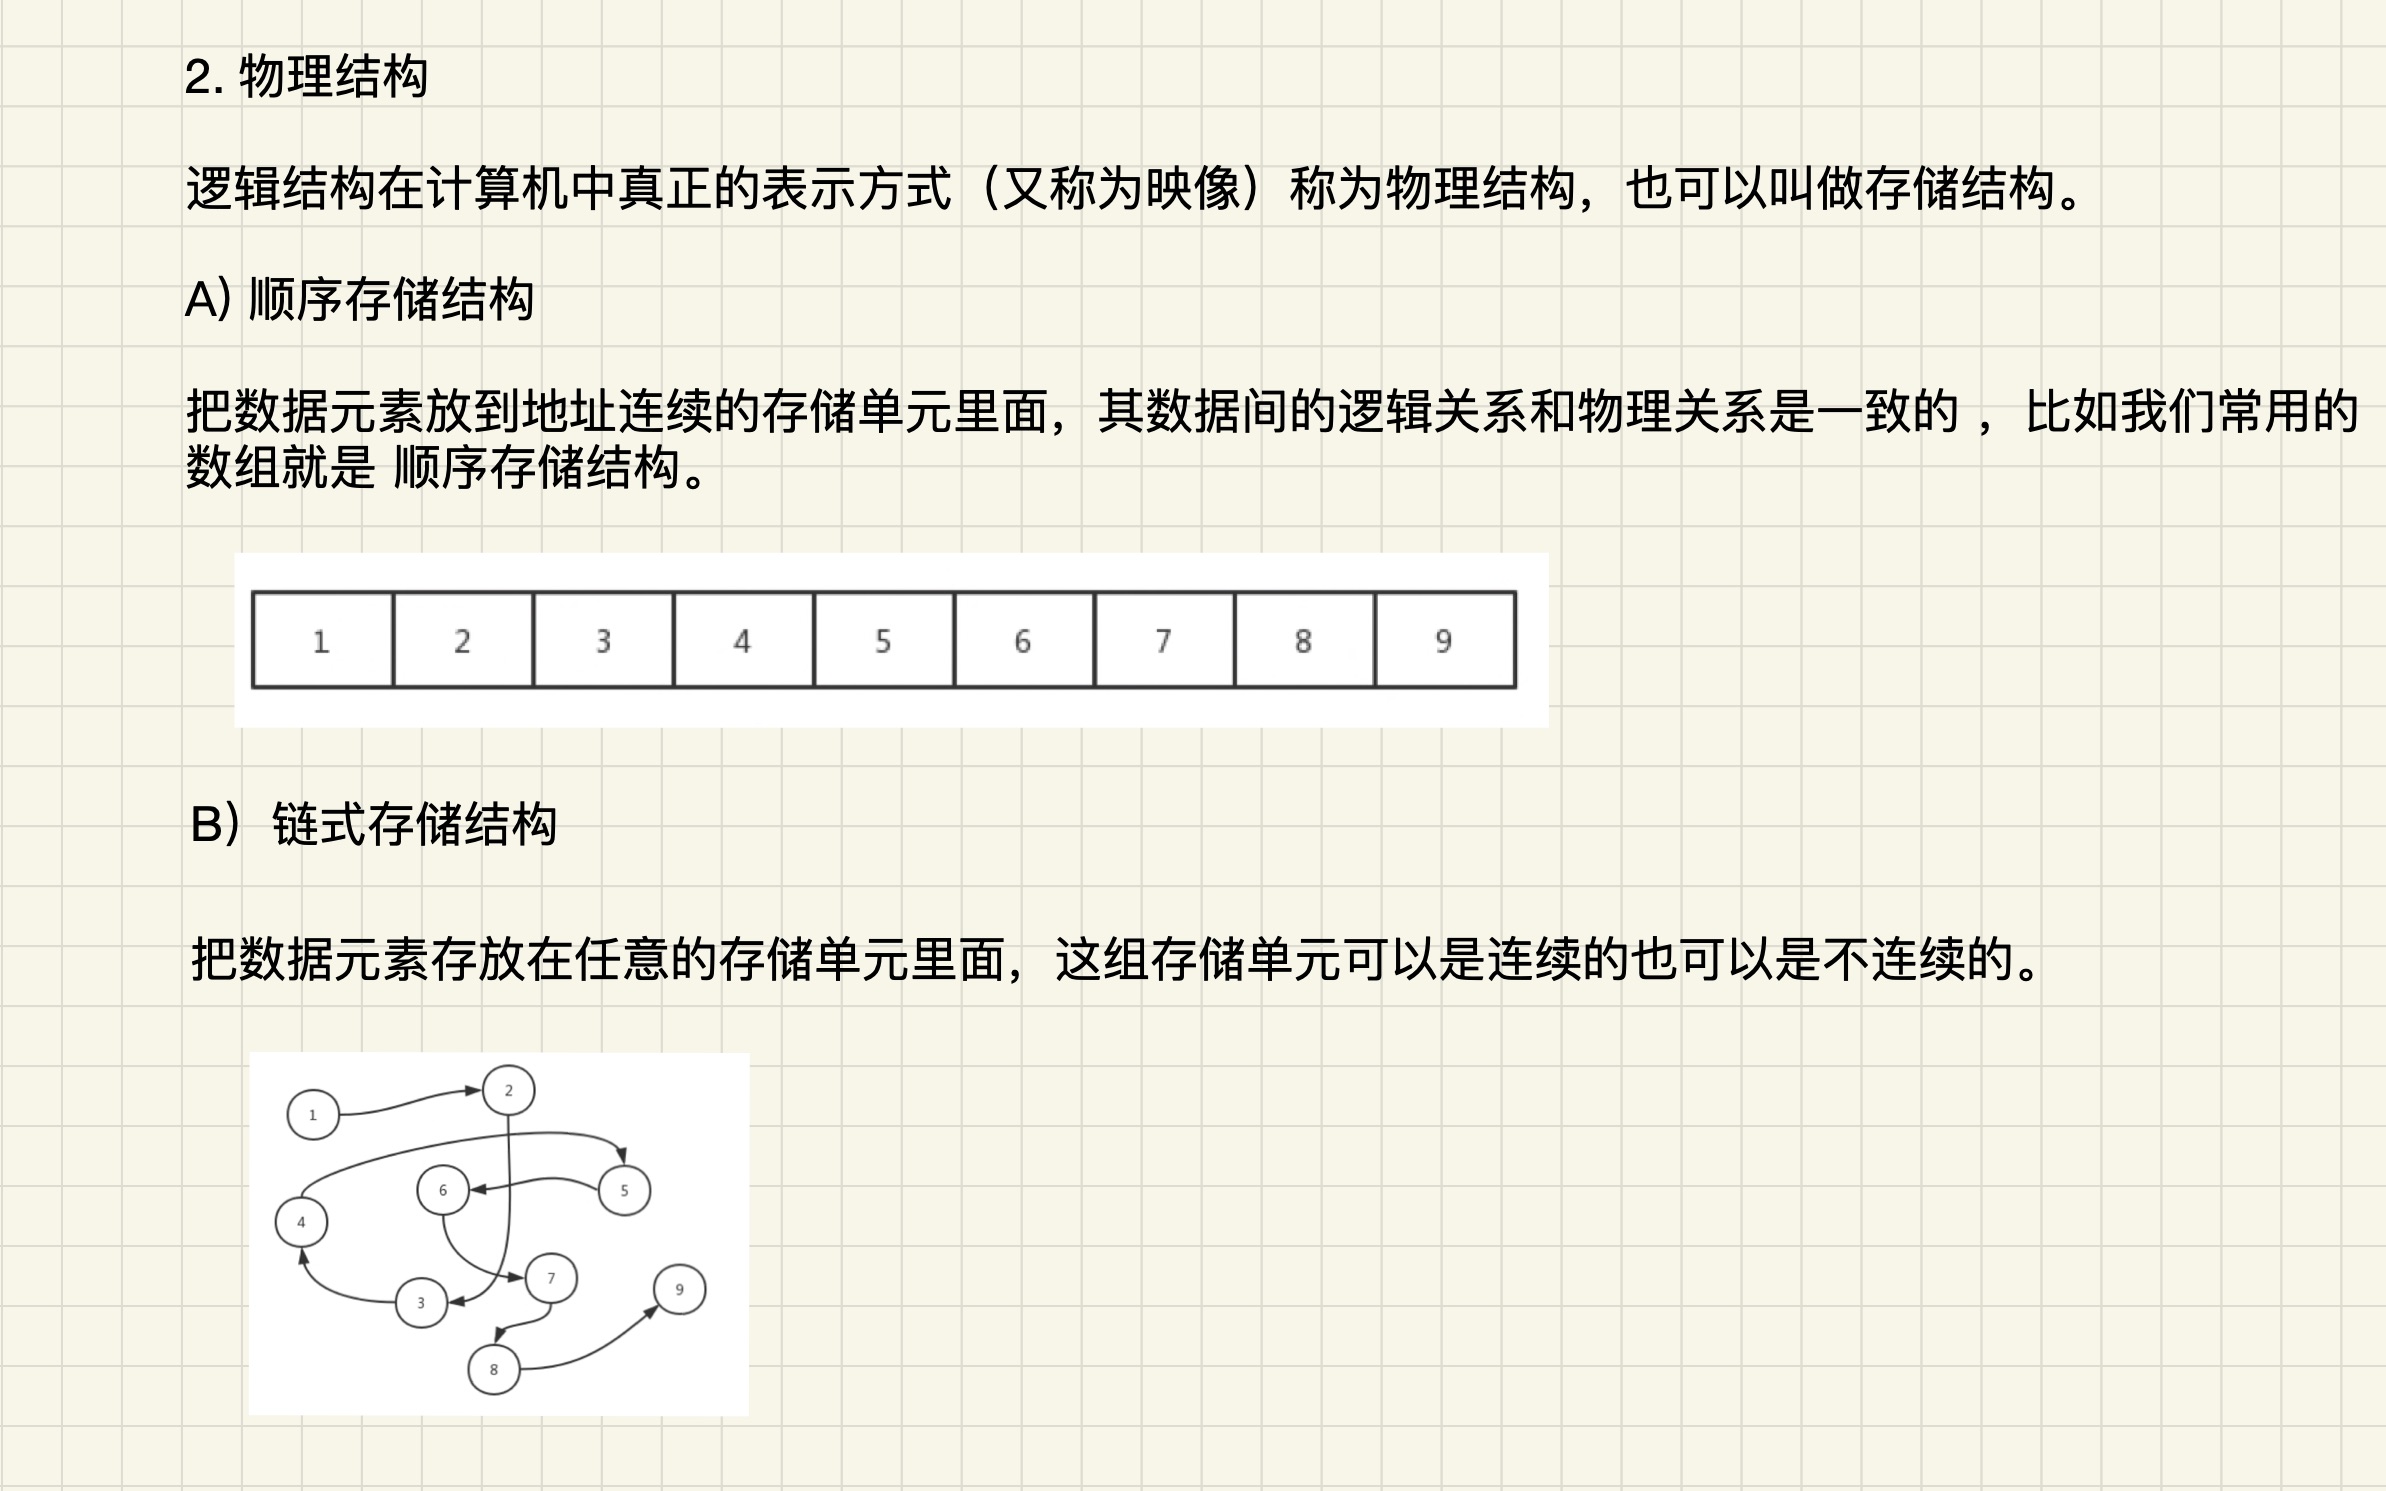 2. 物理结构
逻辑结构在计算机中真正的表示方式（又称为映像）称为物理结构，也可以叫做存储结构。
A) 顺序存储结构
把数据元素放到地址连续的存储单元里面，其数据间的逻辑关系和物理关系是一致的 ，比如我们常用的
数组就是 顺序存储结构。
1 2 3 4 5 6 7 8 9
B）链式存储结构
把数据元素存放在任意的存储单元里面，这组存储单元可以是连续的也可以是不连续的。
2
1
6 5
4
7
9
3
8